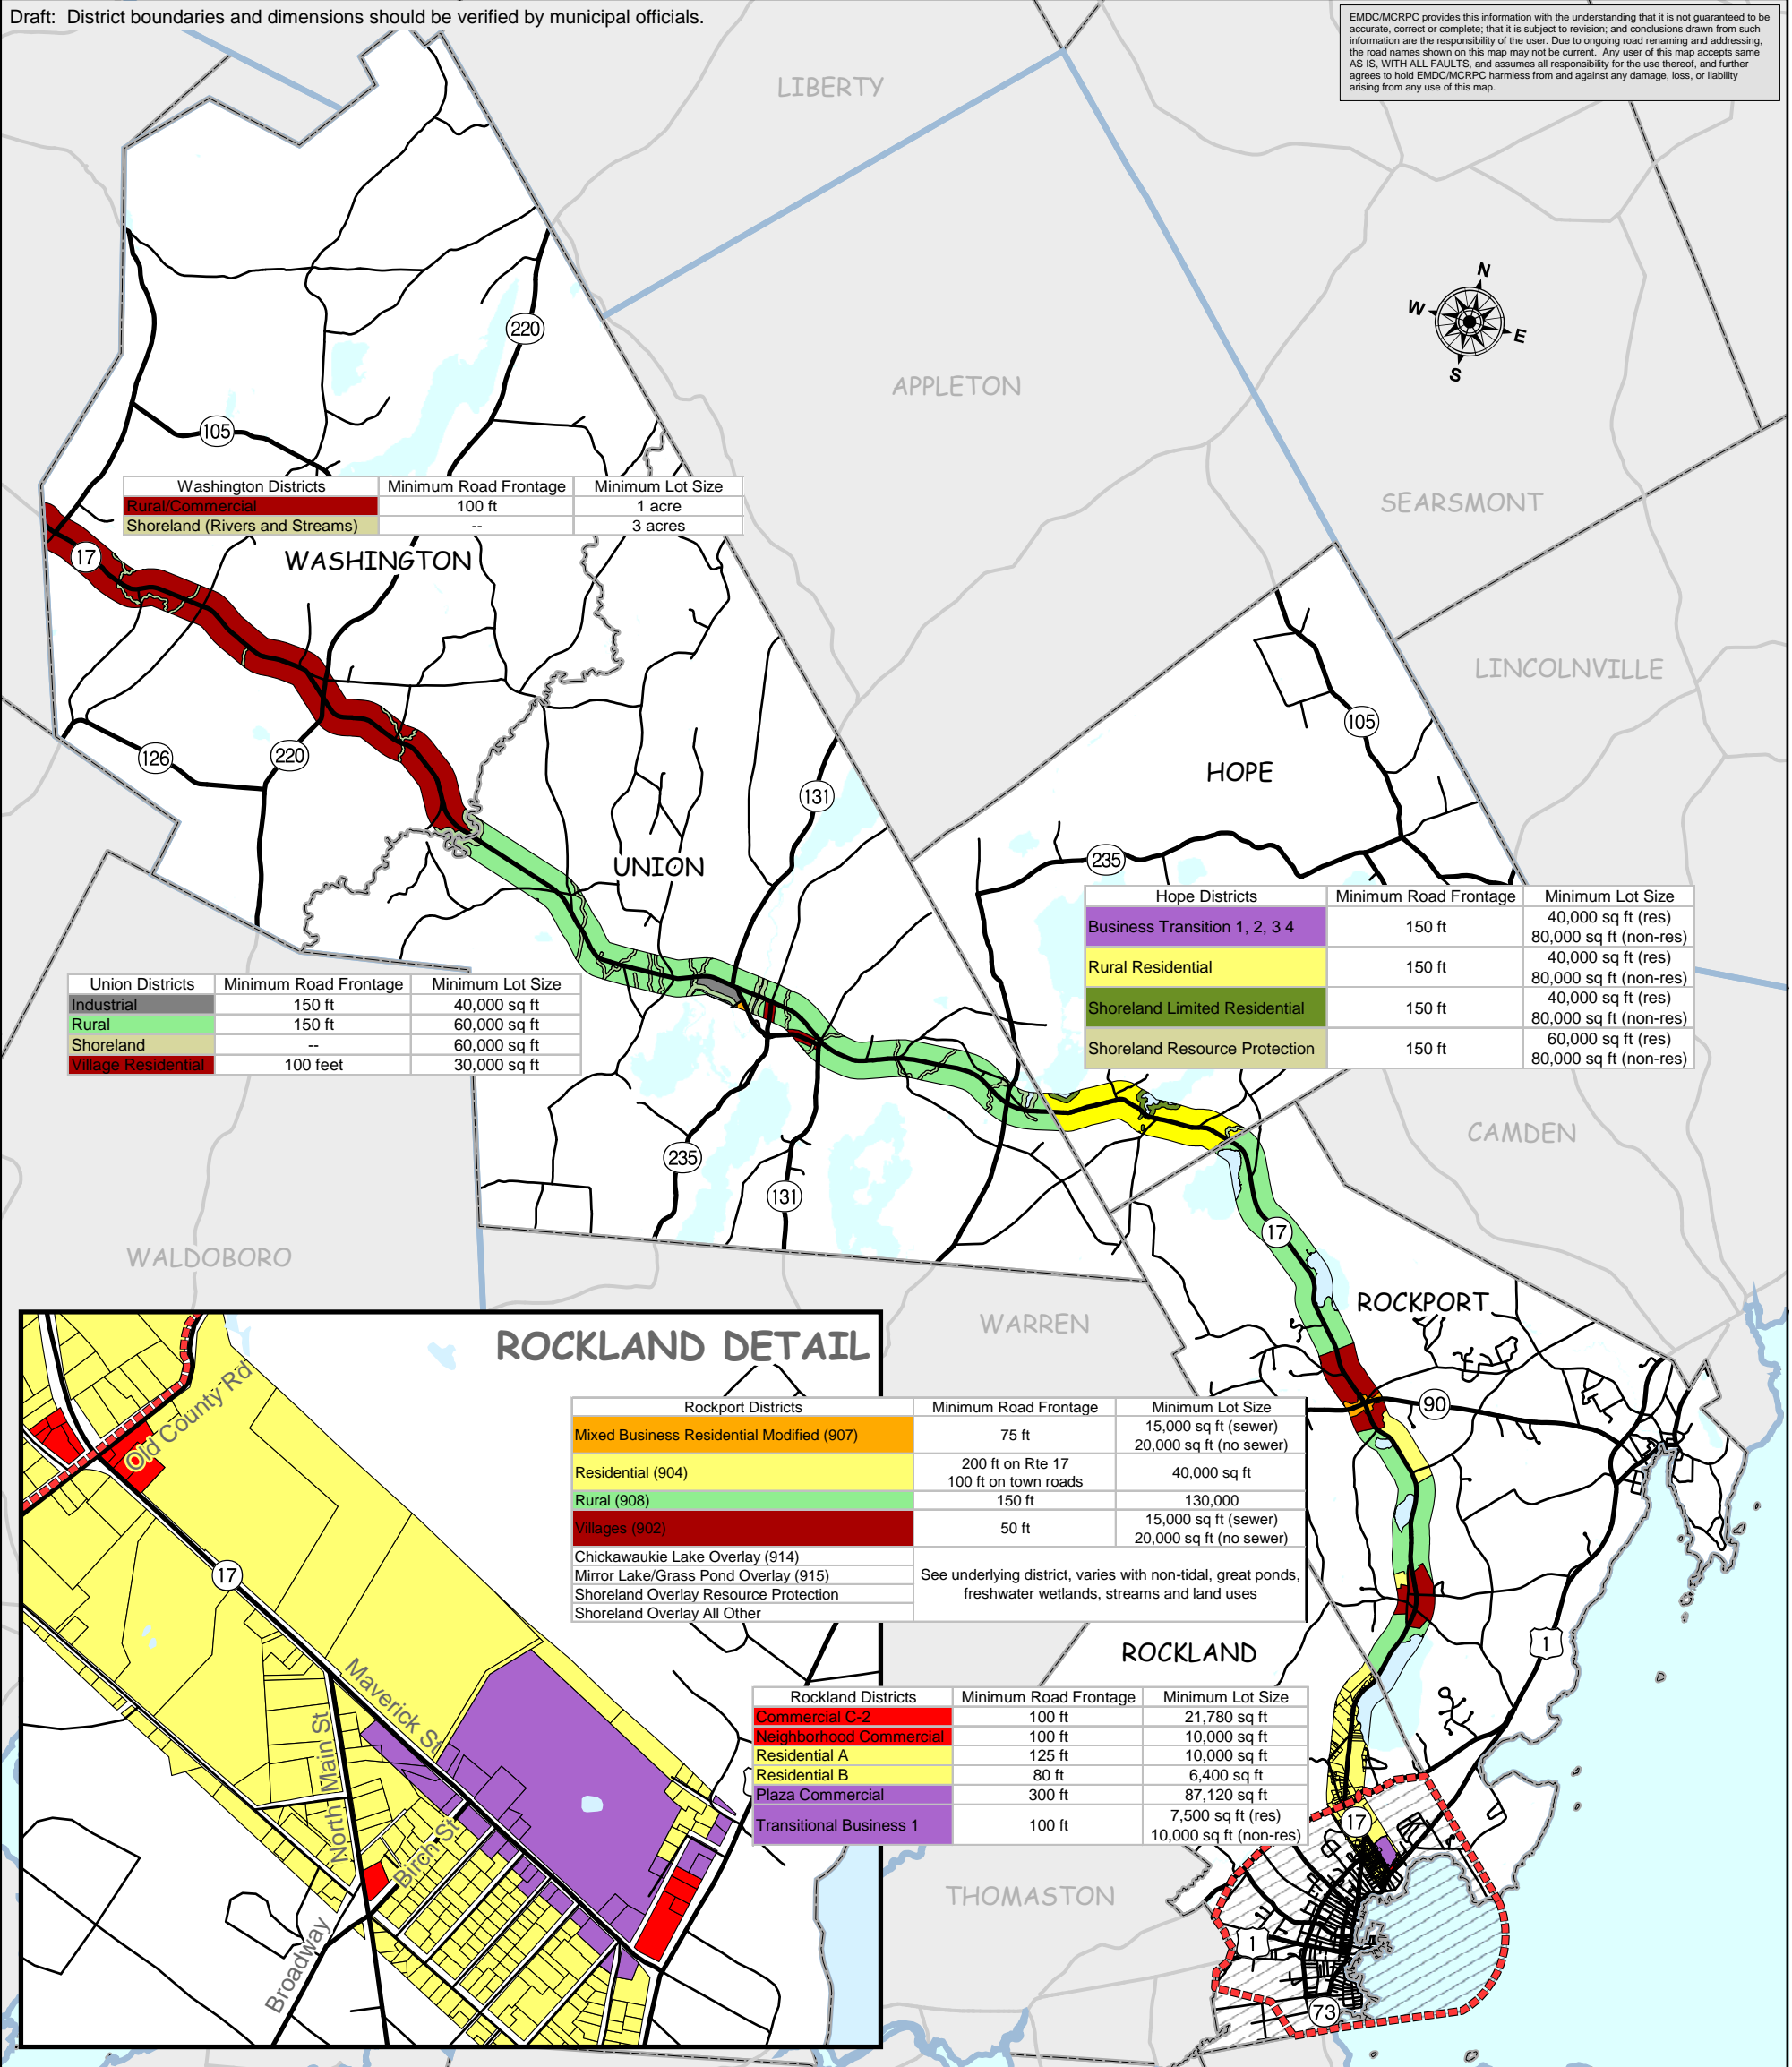 Draft: District boundaries and dimensions should be verified by municipal officials.
EMDC/MCRPC provides this information with the understanding that it is not guaranteed to be
accurate, correct or complete; that it is subject to revision; and conclusions drawn from such
information are the responsibility of the user. Due to ongoing road renaming and addressing,
the road names shown on this map may not be current. Any user of this map accepts same
AS IS, WITH ALL FAULTS, and assumes all responsibility for the use thereof, and further
agrees to hold EMDC/MCRPC harmless from and against any damage, loss, or liability
arising from any use of this map.
LIBERTY
N
W
E
S
220
APPLETON
105
SEARSMONT
Washington Districts Minimum Road Frontage Minimum Lot Size
Rural/Commercial 100 ft 1 acre
Shoreland (Rivers and Streams) -- 3 acres
17
WASHINGTON
LINCOLNVILLE
105
126
220
HOPE
131
UNION
235
Hope Districts Minimum Road Frontage Minimum Lot Size
Business Transition 1, 2, 3 4 150 ft 40,000 sq ft (res)
80,000 sq ft (non-res)
Rural Residential 150 ft 40,000 sq ft (res)
80,000 sq ft (non-res)
Shoreland Limited Residential 150 ft 40,000 sq ft (res)
80,000 sq ft (non-res)
Shoreland Resource Protection 150 ft 60,000 sq ft (res)
80,000 sq ft (non-res)
Union Districts Minimum Road Frontage Minimum Lot Size
Industrial 150 ft 40,000 sq ft
Rural 150 ft 60,000 sq ft
Shoreland -- 60,000 sq ft
Village Residential 100 feet 30,000 sq ft
CAMDEN
235
131
17
WALDOBORO
ROCKPORT
WARREN
ROCKLAND DETAIL
Old County Rd
17
Maverick St
North Main St
Birch St
Broadway
Rockport Districts Minimum Road Frontage Minimum Lot Size
Mixed Business Residential Modified (907) 75 ft 15,000 sq ft (sewer)
20,000 sq ft (no sewer)
Residential (904) 200 ft on Rte 17
100 ft on town roads 40,000 sq ft
Rural (908) 150 ft 130,000
Villages (902) 50 ft 15,000 sq ft (sewer)
20,000 sq ft (no sewer)
Chickawaukie Lake Overlay (914)
Mirror Lake/Grass Pond Overlay (915)
Shoreland Overlay Resource Protection
Shoreland Overlay All Other
See underlying district, varies with non-tidal, great ponds,
freshwater wetlands, streams and land uses
90
1
ROCKLAND
Rockland Districts Minimum Road Frontage Minimum Lot Size
Commercial C-2 100 ft 21,780 sq ft
Neighborhood Commercial 100 ft 10,000 sq ft
Residential A 125 ft 10,000 sq ft
Residential B 80 ft 6,400 sq ft
Plaza Commercial 300 ft 87,120 sq ft
Transitional Business 1 100 ft 7,500 sq ft (res)
10,000 sq ft (non-res)
17
THOMASTON
1
73